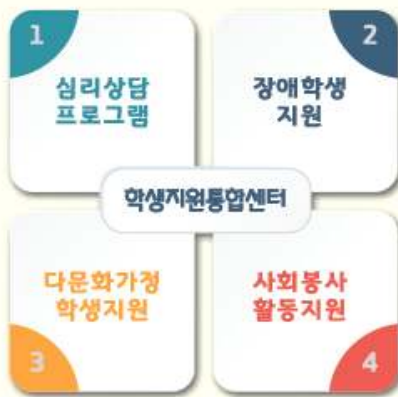 1
심리상담
프로그램
2
장애학생
지원
학생지원통합센터
다문화가정
학생지원
3
사회봉사
활동지원
4